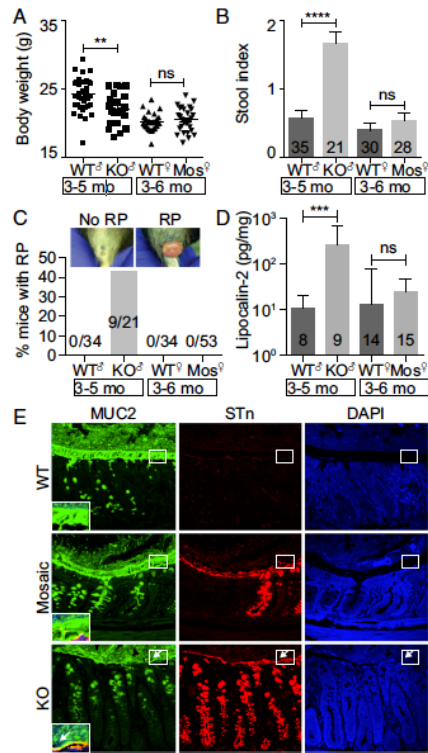 A
Body weight (g)
35
25
15
**
ns
WT♂ KO♂ WT♀ Mos♀
3-5 mo 3-6 mo
B
Stool index
2
1
0
****
ns
35 21 30 28
WT♂ KO♂ WT♀ Mos♀
3-5 mo 3-6 mo
C
No RP RP
% mice with RP
50
40
30
20
10
0
0/34 9/21 0/34 0/53
WT♂ KO♂ WT♀ Mos♀
3-5 mo 3-6 mo
D
Lipocalin-2 (pg/mg)
10³
10²
10¹
10⁰
***
ns
8 9 14 15
WT♂ KO♂ WT♀ Mos♀
3-5 mo 3-6 mo
E
MUC2 STn DAPI
WT
Mosaic
KO